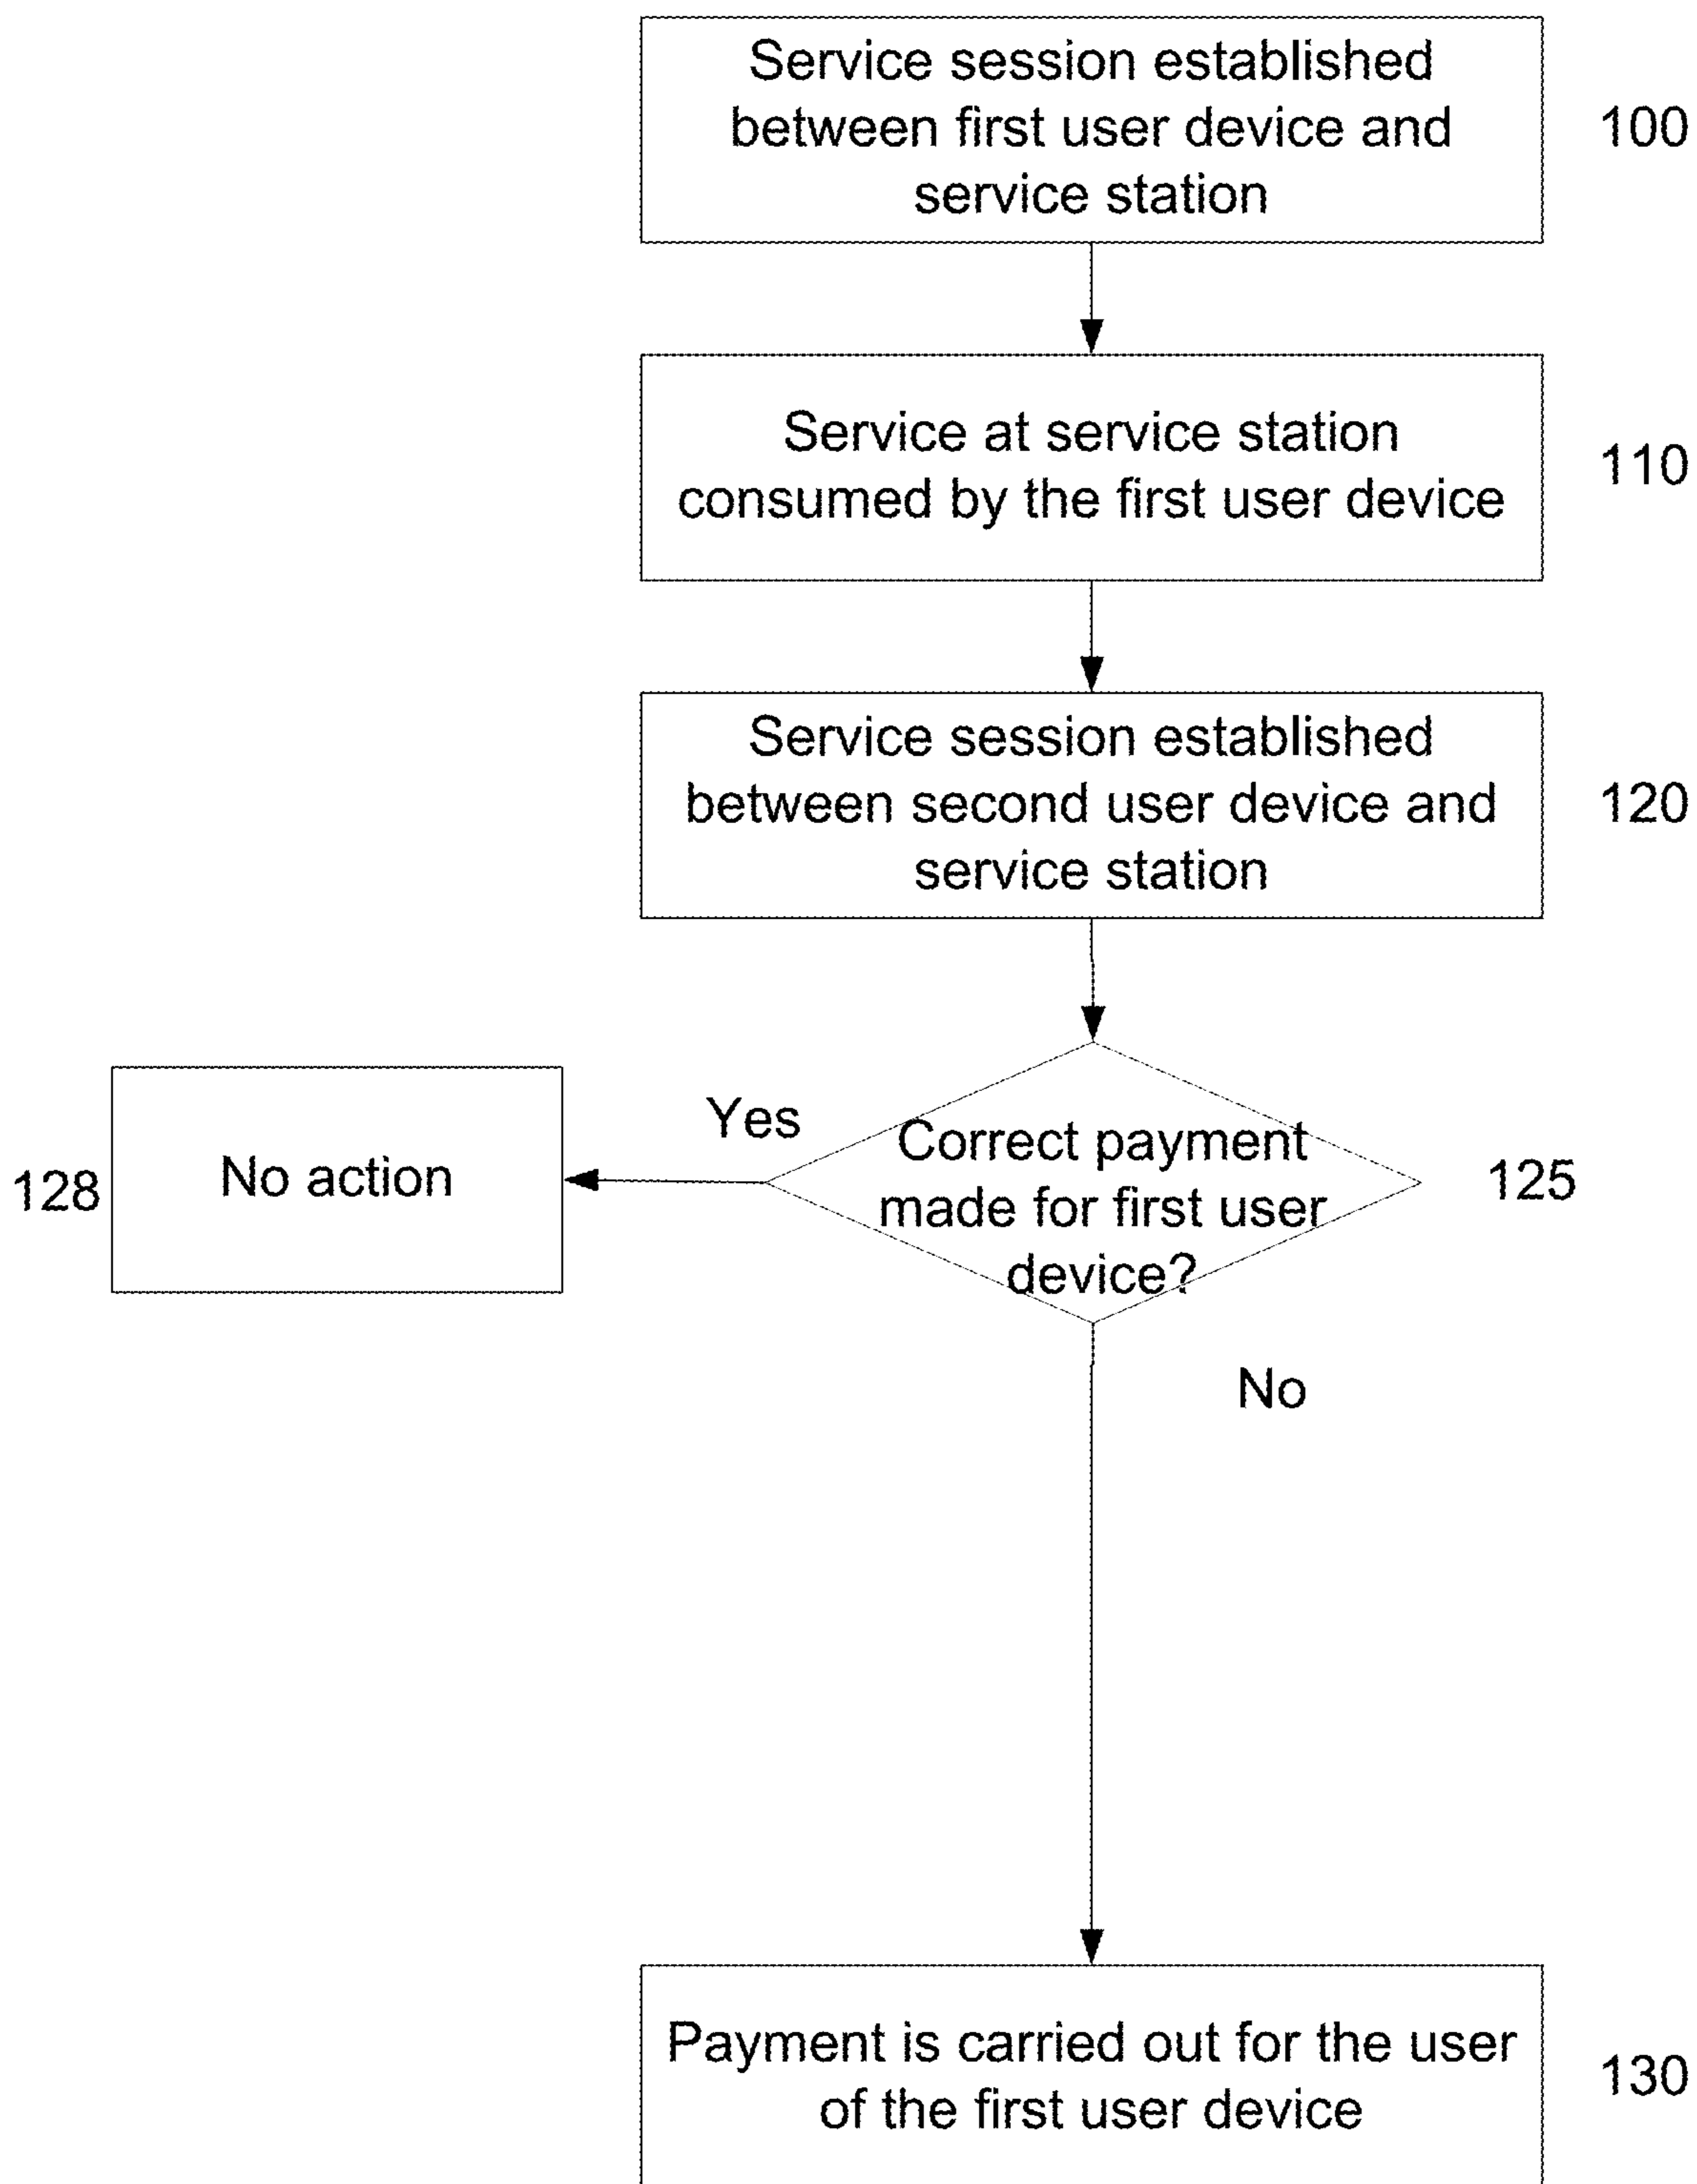 Service session established
between first user device and
service station
100
Service at service station
consumed by the first user device
110
Service session established
between second user device and
service station
120
Yes
Correct payment
made for first user
device?
125
No action
128
No
Payment is carried out for the user
of the first user device
130